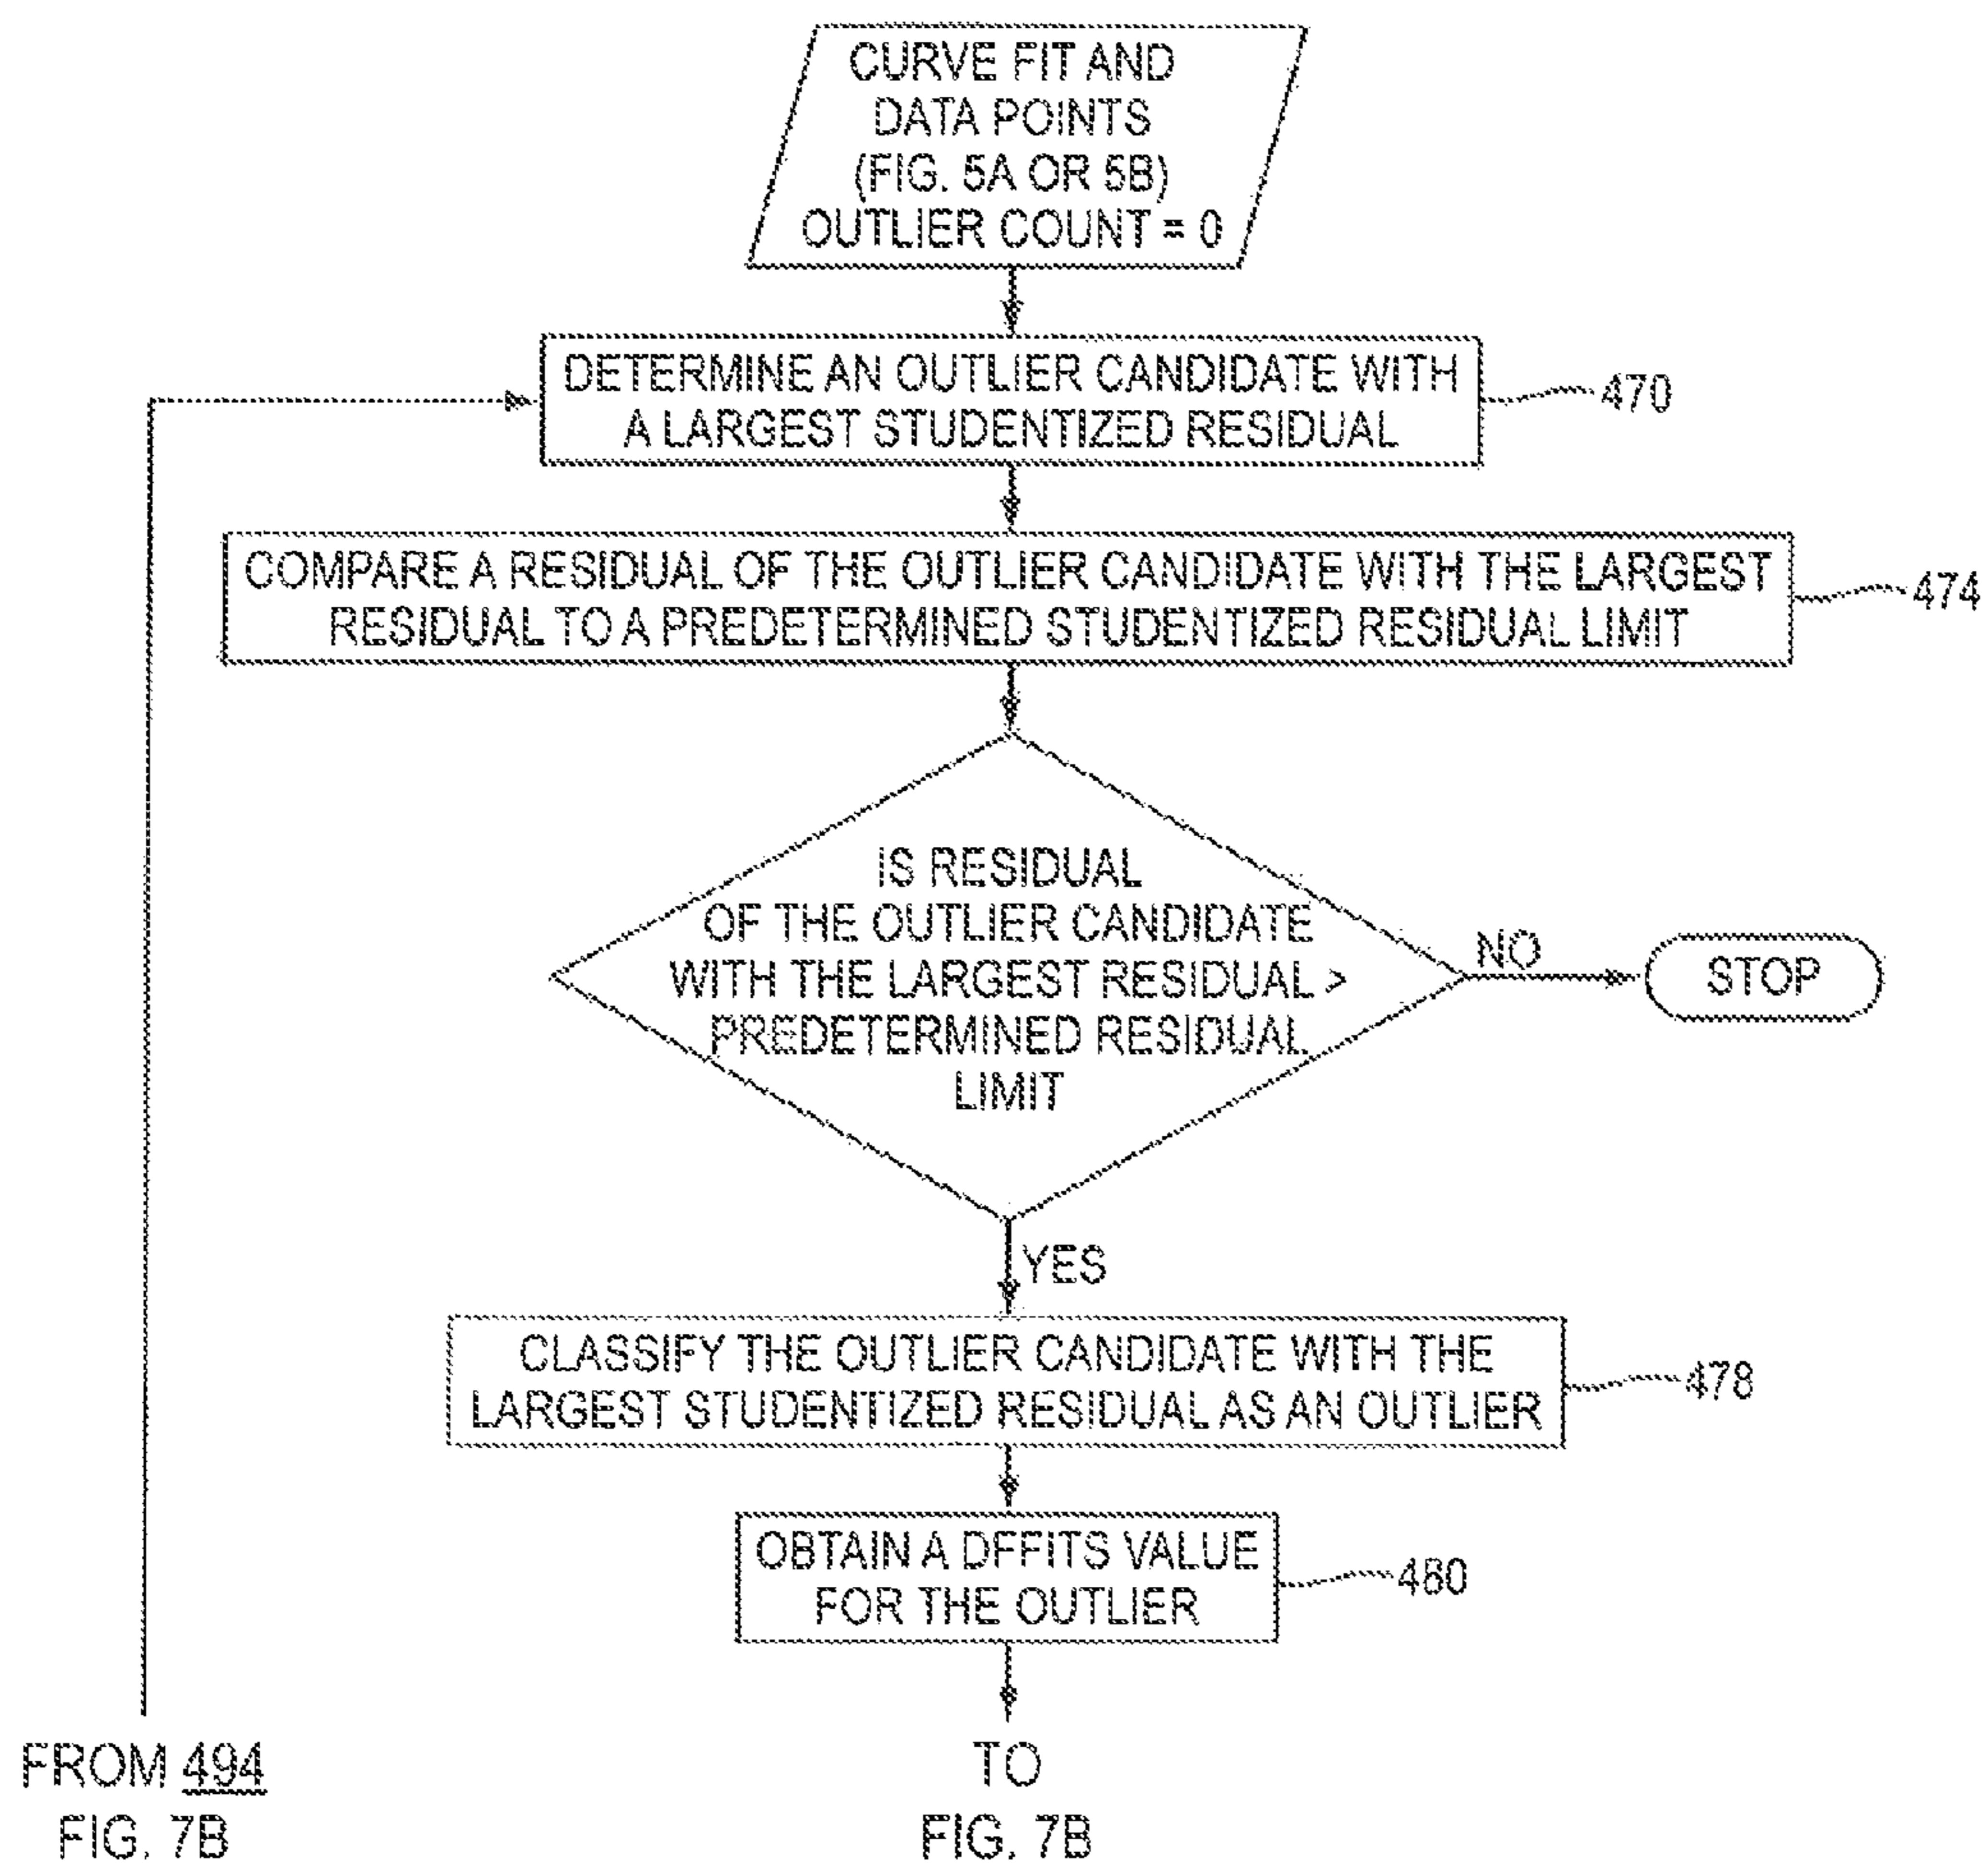 CURVE FIT AND
DATA POINTS
(FIG. 5A OR 5B)
OUTLIER COUNT = 0
DETERMINE AN OUTLIER CANDIDATE WITH
A LARGEST STUDENTIZED RESIDUAL
470
COMPARE A RESIDUAL OF THE OUTLIER CANDIDATE WITH THE LARGEST
RESIDUAL TO A PREDETERMINED STUDENTIZED RESIDUAL LIMIT
474
IS RESIDUAL
OF THE OUTLIER CANDIDATE
WITH THE LARGEST RESIDUAL >
PREDETERMINED RESIDUAL
LIMIT
NO
STOP
YES
CLASSIFY THE OUTLIER CANDIDATE WITH THE
LARGEST STUDENTIZED RESIDUAL AS AN OUTLIER
478
OBTAIN A DFFITS VALUE
FOR THE OUTLIER
480
FROM 494
FIG. 7B
TO
FIG. 7B